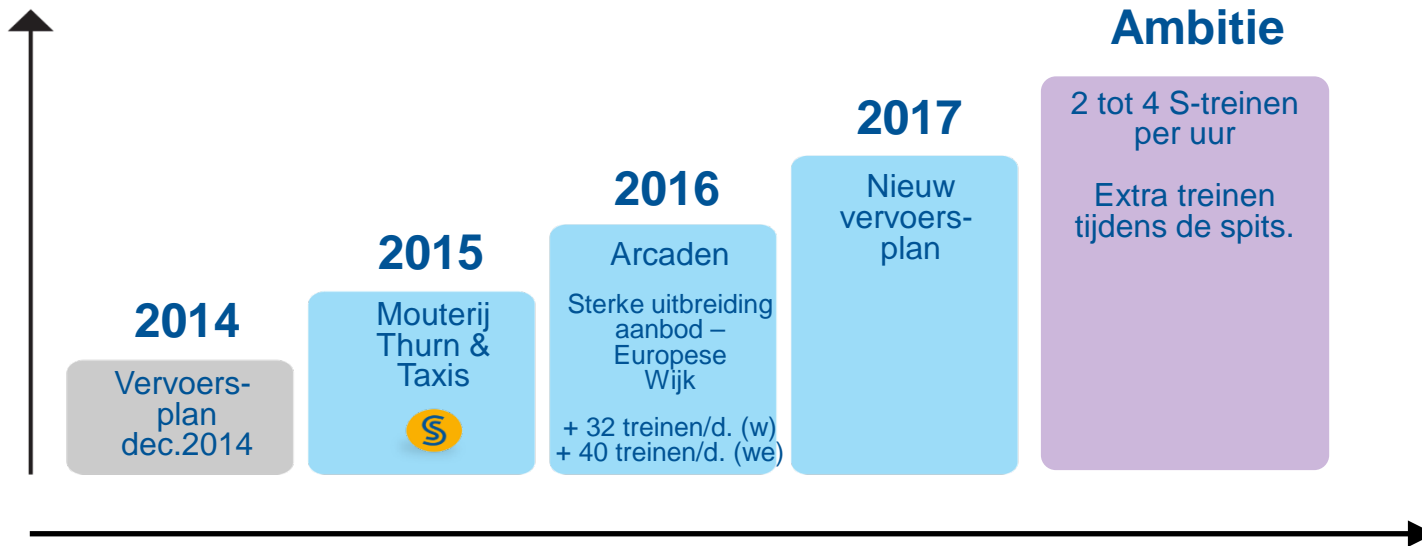 2014
Vervoers-
plan
dec.2014
2015
Mouterij
Thurn &
Taxis
S
2016
Arcaden
Sterke uitbreiding
aanbod –
Europese
Wijk
+ 32 treinen/d. (w)
+ 40 treinen/d. (we)
2017
Nieuw
vervoers-
plan
Ambitie
2 tot 4 S-treinen
per uur
Extra treinen
tijdens de spits.